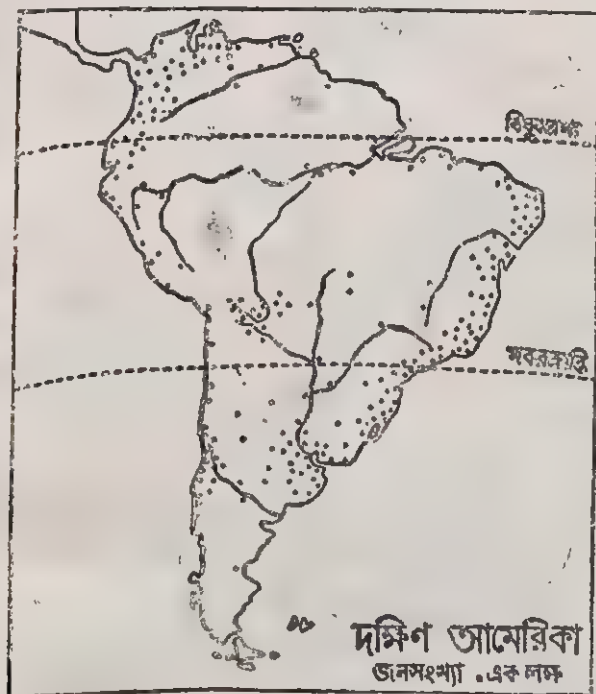 বিষুবরেখা
মকরক্রান্তি
দক্ষিণ আমেরিকা
জনসংখ্যা . এক লক্ষ